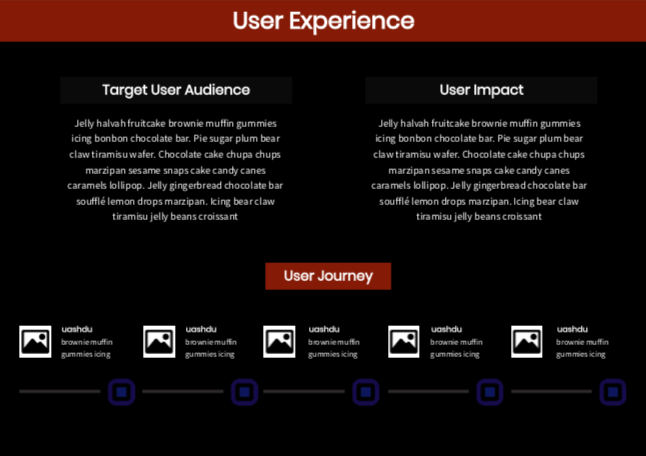 User Experience
Target User Audience
Jelly halvah fruitcake brownie muffin gummies
icing bonbon chocolate bar. Pie sugar plum bear
claw tiramisu wafer. Chocolate cake chupa chups
marzipan sesame snaps cake candy canes
caramels lollipop. Jelly gingerbread chocolate bar
soufflé lemon drops marzipan. Icing bear claw
tiramisu jelly beans croissant
User Impact
Jelly halvah fruitcake brownie muffin gummies
icing bonbon chocolate bar. Pie sugar plum bear
claw tiramisu wafer. Chocolate cake chupa chups
marzipan sesame snaps cake candy canes
caramels lollipop. Jelly gingerbread chocolate bar
soufflé lemon drops marzipan. Icing bear claw
tiramisu jelly beans croissant
User Journey
uashdu
brownie muffin
gummies icing
uashdu
brownie muffin
gummies icing
uashdu
brownie muffin
gummies icing
uashdu
brownie muffin
gummies icing
uashdu
brownie muffin
gummies icing